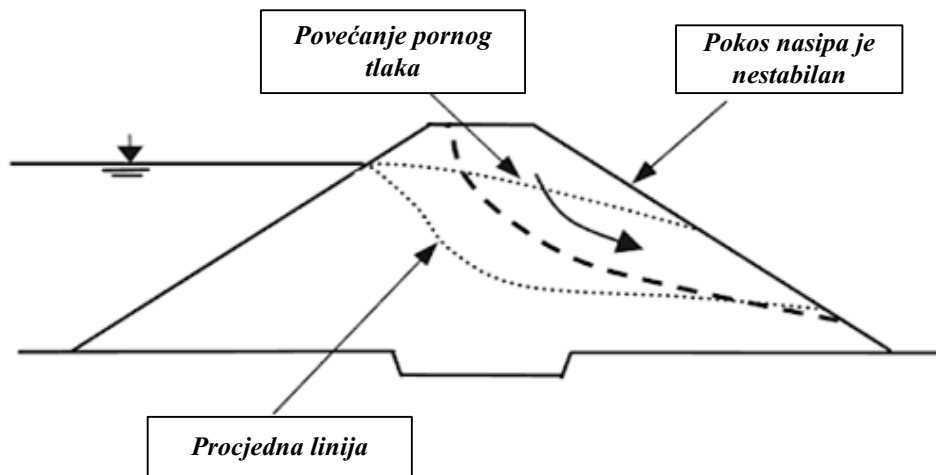 Povećanje pornog
tlaka
Pokos nasipa je
nestabilan
Procjedna linija